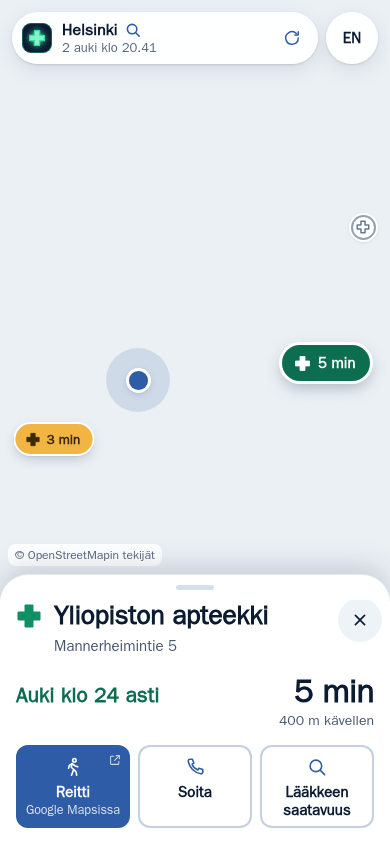 Helsinki
2 auki klo 20.41
EN
5 min
3 min
© OpenStreetMapin tekijät
Yliopiston apteekki
Mannerheimintie 5
Auki klo 24 asti
5 min
400 m kävellen
Reitti
Google Mapsissa
Soita
Lääkkeen
saatavuus